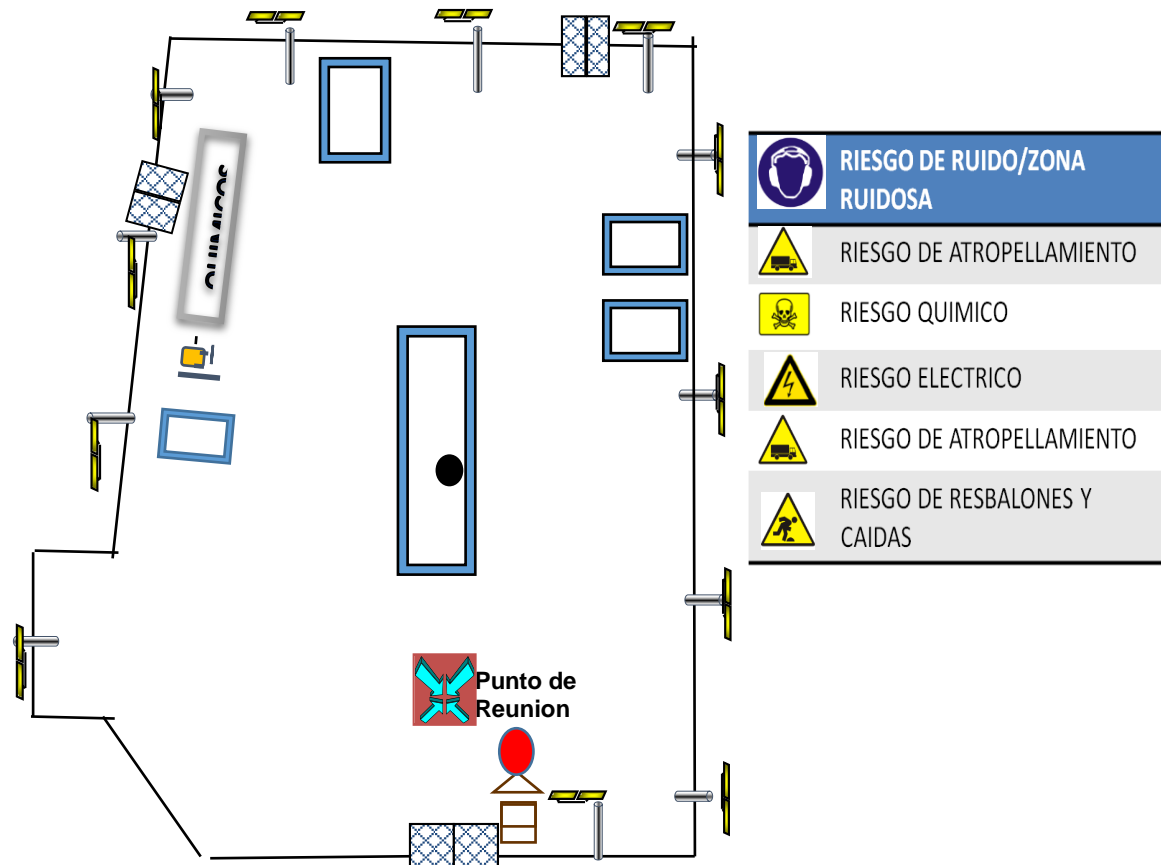 QUIMICOS
RIESGO DE RUIDO/ZONA
RUIDOSA
RIESGO DE ATROPELLAMIENTO
RIESGO QUIMICO
RIESGO ELECTRICO
RIESGO DE ATROPELLAMIENTO
RIESGO DE RESBALONES Y
CAIDAS
Punto de
Reunion